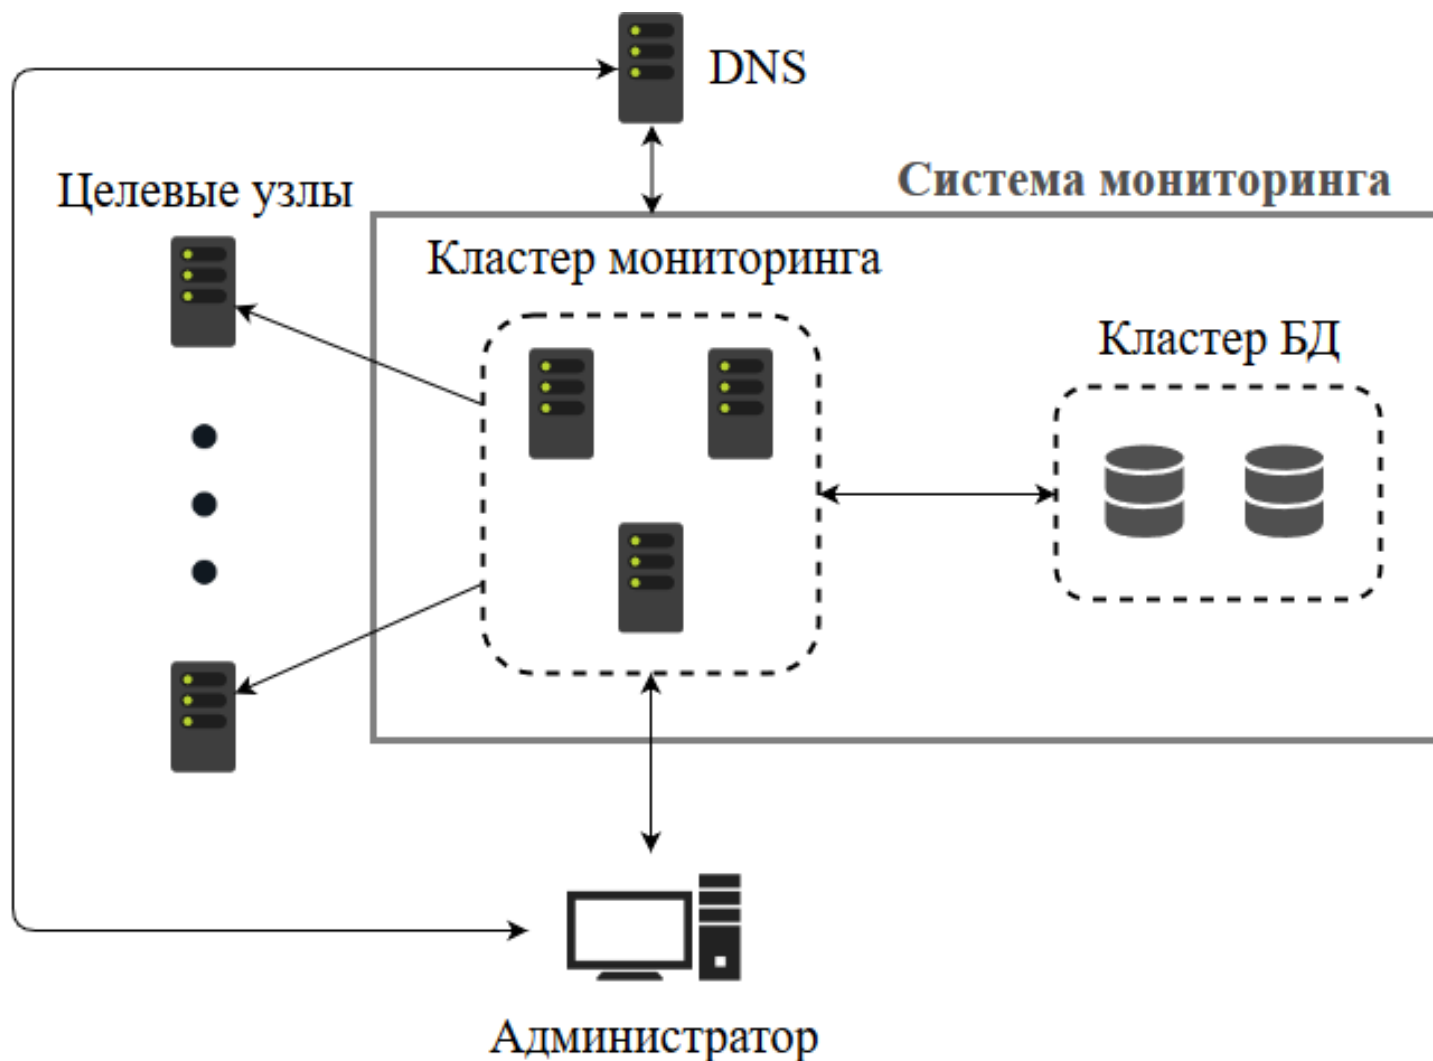 DNS
Система мониторинга
Целевые узлы
Кластер мониторинга
Кластер БД
Администратор